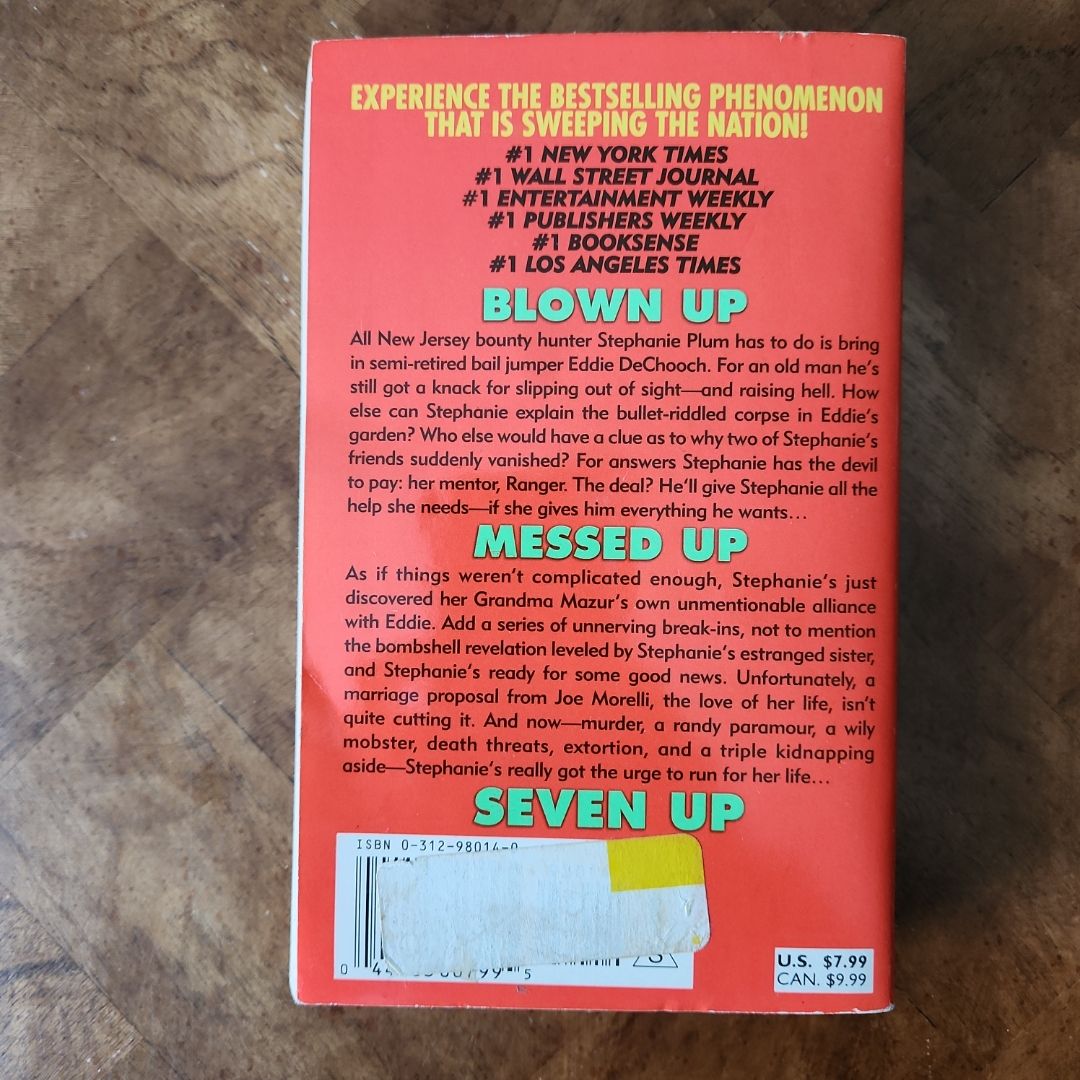 EXPERIENCE THE BESTSELLING PHENOMENON
THAT IS SWEEPING THE NATION!
#1 NEW YORK TIMES
#1 WALL STREET JOURNAL
#1 ENTERTAINMENT WEEKLY
#1 PUBLISHERS WEEKLY
#1 BOOKSENSE
#1 LOS ANGELES TIMES
BLOWN UP
All New Jersey bounty hunter Stephanie Plum has to do is bring
in semi-retired bail jumper Eddie DeChooch. For an old man he's
still got a knack for slipping out of sight—and raising hell. How
else can Stephanie explain the bullet-riddled corpse in Eddie's
garden? Who else would have a clue as to why two of Stephanie's
friends suddenly vanished? For answers Stephanie has the devil
to pay: her mentor, Ranger. The deal? He'll give Stephanie all the
help she needs—if she gives him everything he wants...
MESSED UP
As if things weren't complicated enough, Stephanie's just
discovered her Grandma Mazur's own unmentionable alliance
with Eddie. Add a series of unnerving break-ins, not to mention
the bombshell revelation leveled by Stephanie's estranged sister,
and Stephanie's ready for some good news. Unfortunately, a
marriage proposal from Joe Morelli, the love of her life, isn't
quite cutting it. And now—murder, a randy paramour, a wily
mobster, death threats, extortion, and a triple kidnapping
aside—Stephanie's really got the urge to run for her life...
SEVEN UP
ISBN 0-312-98014-0
0 5
U.S. $7.99
CAN. $9.99